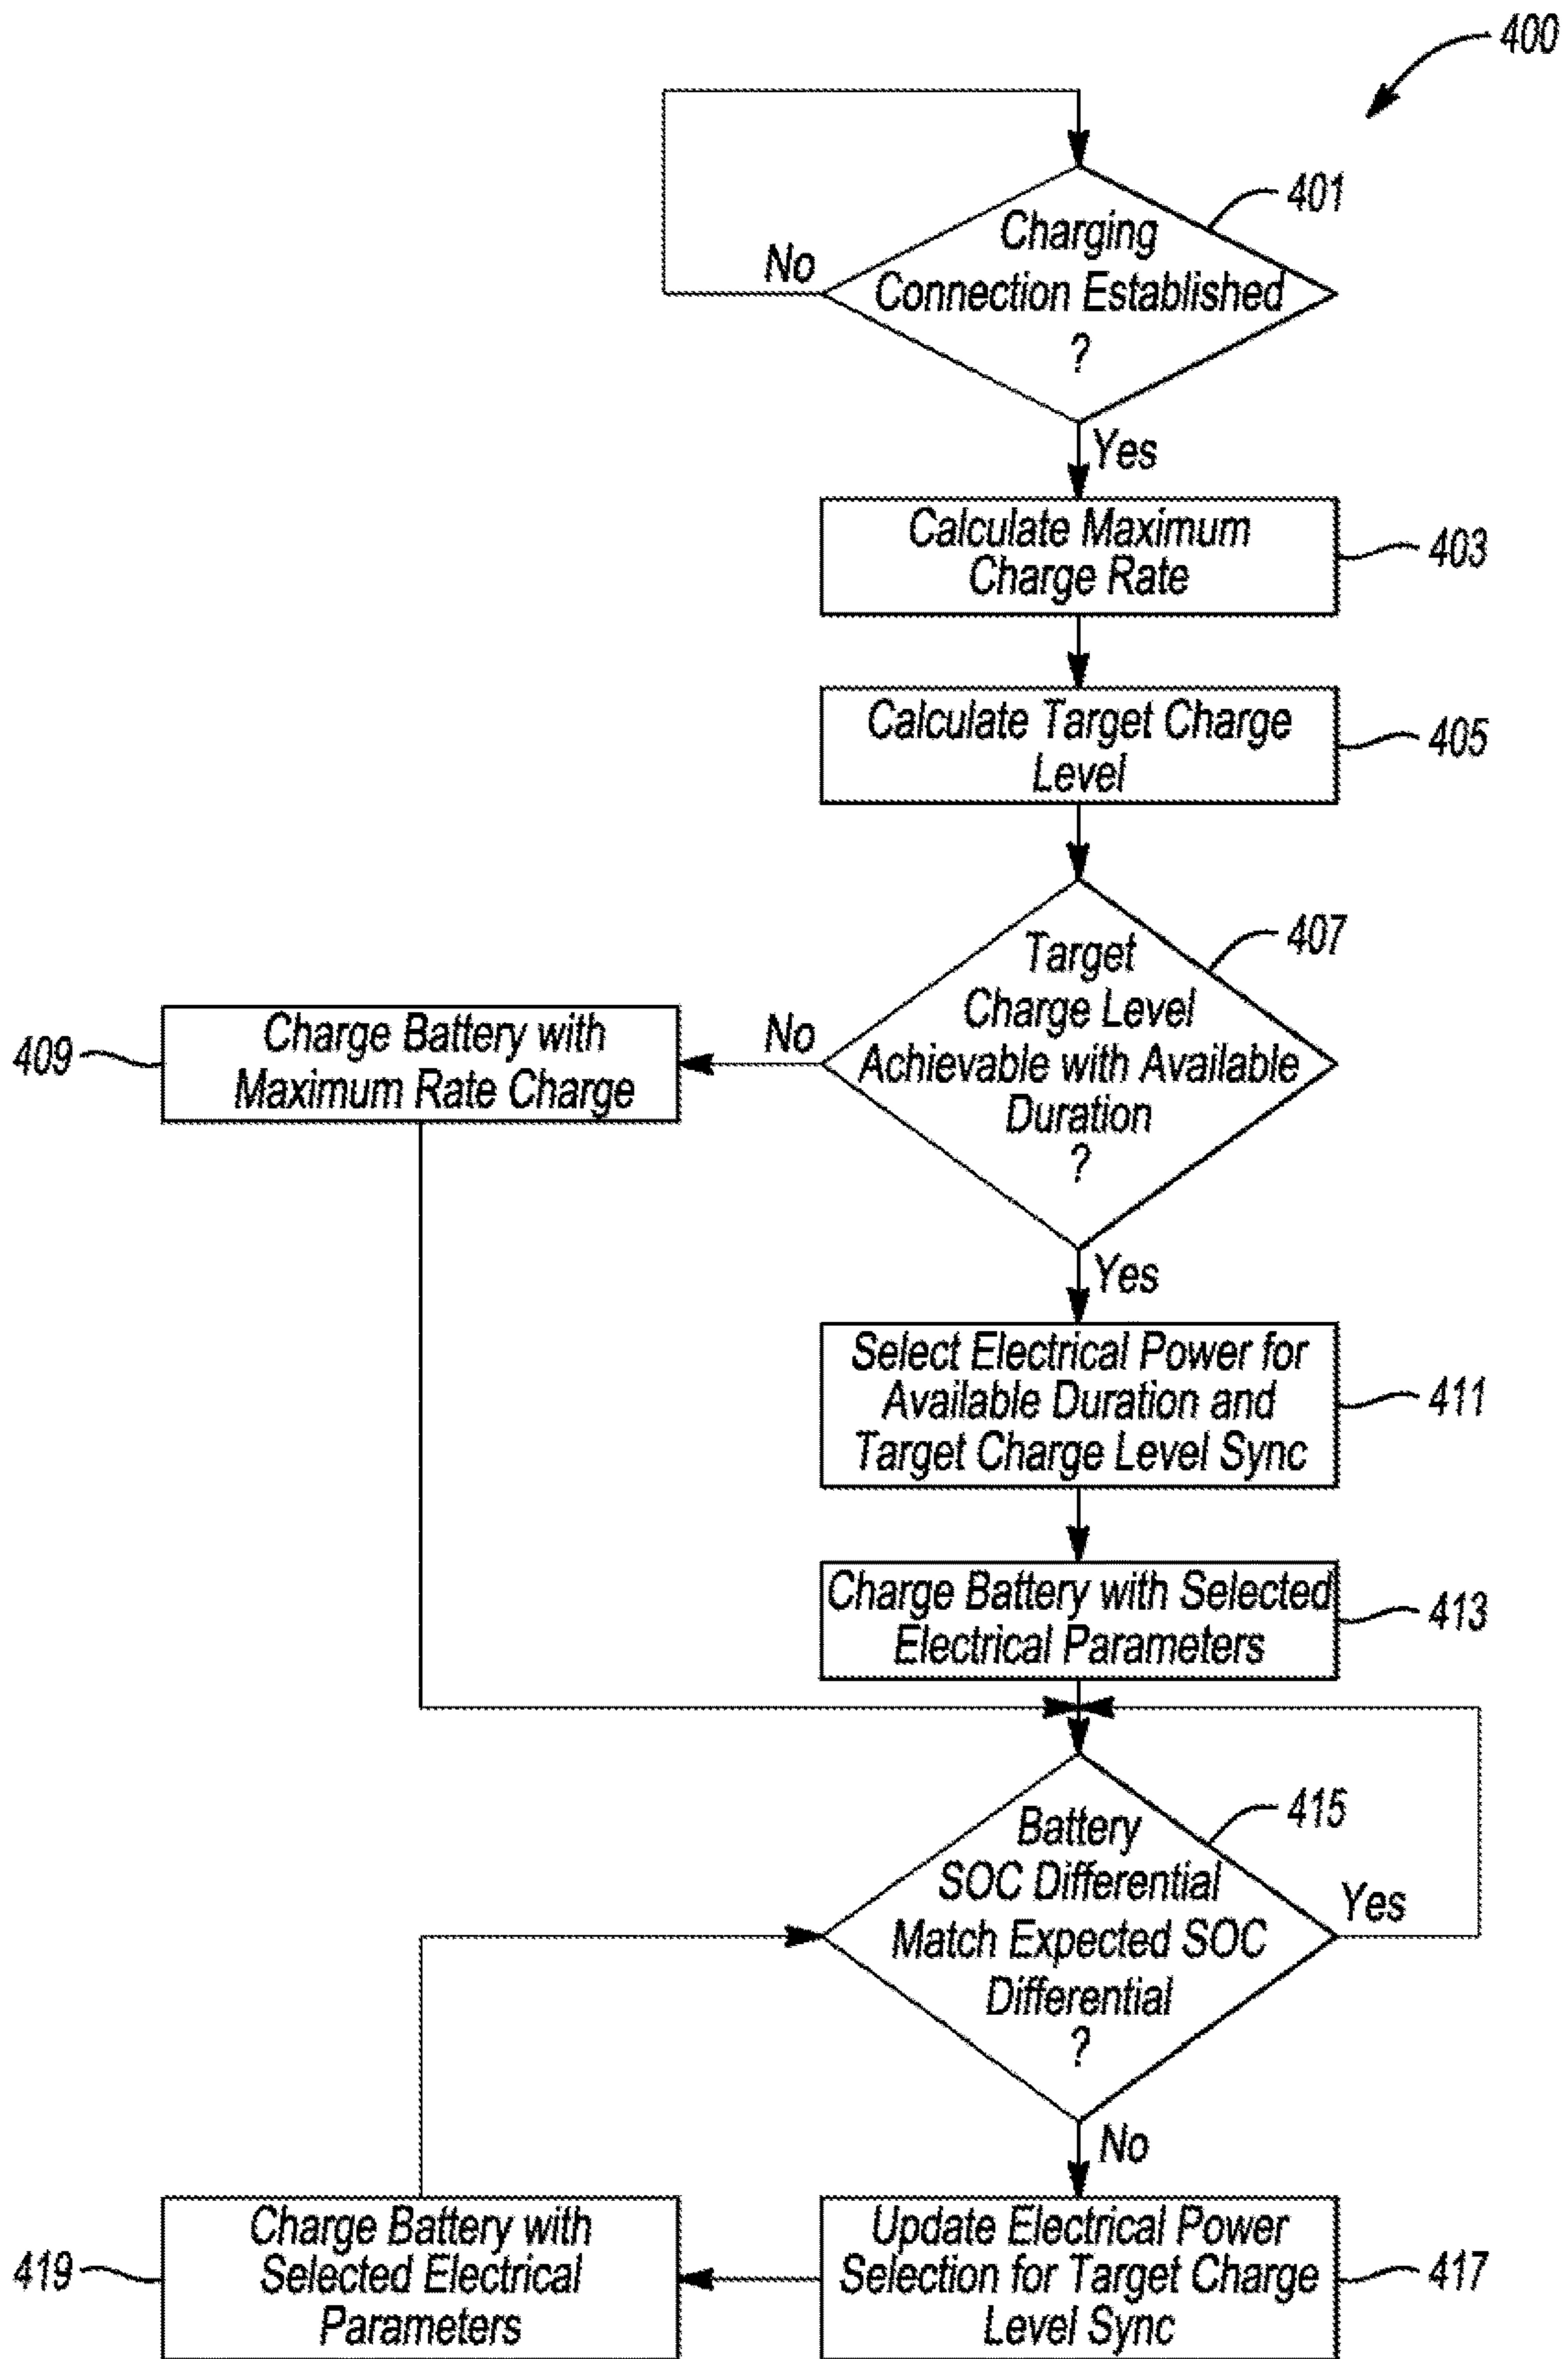 400
401
Charging
No
Connection Established
?
Yes
Calculate Maximum
Charge Rate
403
Calculate Target Charge
Level
405
407
Target
Charge Level
No
Achievable with Available
Duration
?
409
Charge Battery with
Maximum Rate Charge
Yes
Select Electrical Power for
Available Duration and
Target Charge Level Sync
411
Charge Battery with Selected
Electrical Parameters
413
415
Battery
SOC Differential
Yes
Match Expected SOC
Differential
?
No
Update Electrical Power
Selection for Target Charge
Level Sync
417
419
Charge Battery with
Selected Electrical
Parameters